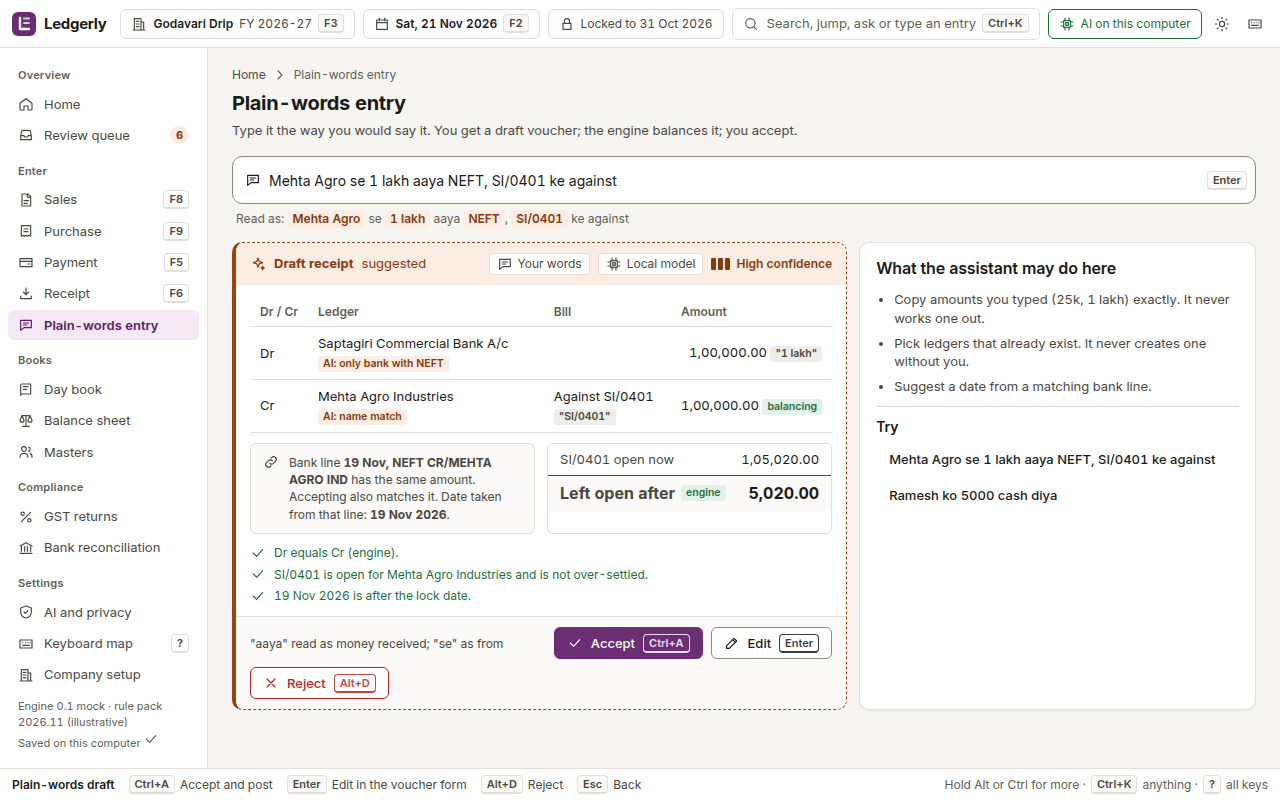 Ledgerly
Godavari Drip FY 2026-27 F3
Sat, 21 Nov 2026 F2
Locked to 31 Oct 2026
Search, jump, ask or type an entry Ctrl+K
AI on this computer
Overview
Home
Review queue 6
Enter
Sales F8
Purchase F9
Payment F5
Receipt F6
Plain-words entry
Books
Day book
Balance sheet
Masters
Compliance
GST returns
Bank reconciliation
Settings
AI and privacy
Keyboard map ?
Company setup
Engine 0.1 mock · rule pack
2026.11 (illustrative)
Saved on this computer
Home Plain-words entry
Plain-words entry
Type it the way you would say it. You get a draft voucher; the engine balances it; you accept.
Mehta Agro se 1 lakh aaya NEFT, SI/0401 ke against Enter
Read as: Mehta Agro se 1 lakh aaya NEFT , SI/0401 ke against
Draft receipt suggested Your words Local model High confidence
Dr / Cr Ledger Bill Amount
Dr Saptagiri Commercial Bank A/c 1,00,000.00 "1 lakh"
AI: only bank with NEFT
Cr Mehta Agro Industries Against SI/0401 1,00,000.00 balancing
AI: name match "SI/0401"
Bank line 19 Nov, NEFT CR/MEHTA
AGRO IND has the same amount.
Accepting also matches it. Date taken
from that line: 19 Nov 2026.
SI/0401 open now 1,05,020.00
Left open after engine 5,020.00
Dr equals Cr (engine).
SI/0401 is open for Mehta Agro Industries and is not over-settled.
19 Nov 2026 is after the lock date.
"aaya" read as money received; "se" as from
Accept Ctrl+A
Edit Enter
Reject Alt+D
What the assistant may do here
• Copy amounts you typed (25k, 1 lakh) exactly. It never
works one out.
• Pick ledgers that already exist. It never creates one
without you.
• Suggest a date from a matching bank line.
Try
Mehta Agro se 1 lakh aaya NEFT, SI/0401 ke against
Ramesh ko 5000 cash diya
Plain-words draft Ctrl+A Accept and post Enter Edit in the voucher form Alt+D Reject Esc Back
Hold Alt or Ctrl for more · Ctrl+K anything · ? all keys